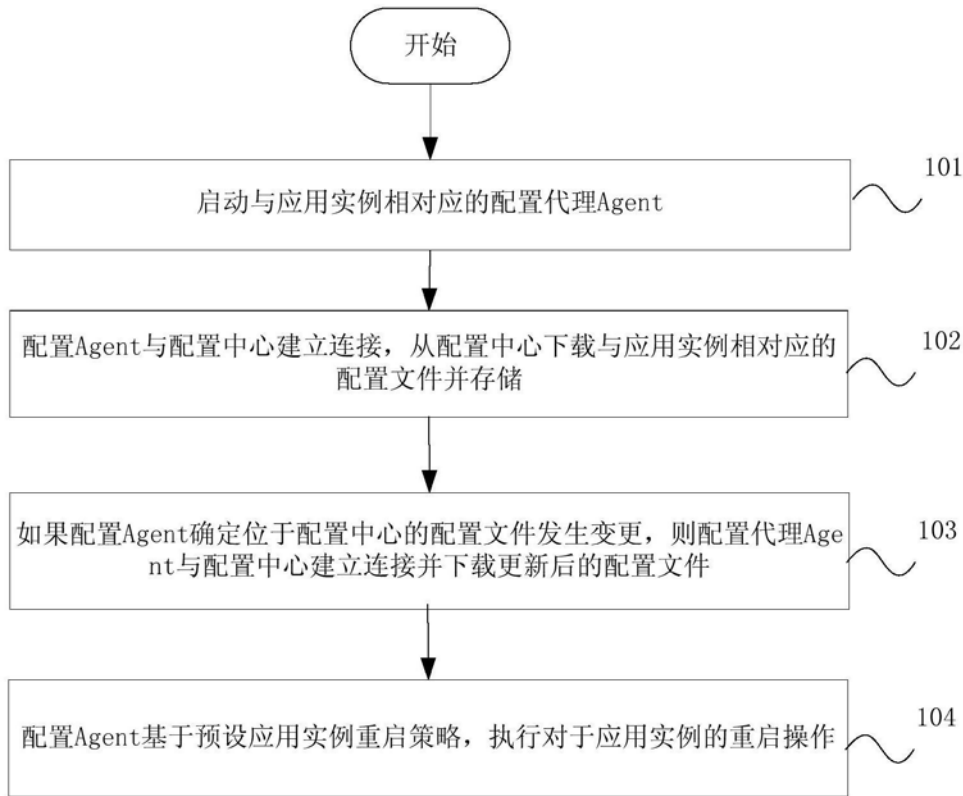 开始
101
启动与应用实例相对应的配置代理Agent
配置Agent与配置中心建立连接，从配置中心下载与应用实例相对应的
配置文件并存储
102
如果配置Agent确定位于配置中心的配置文件发生变更，则配置代理Age
nt与配置中心建立连接并下载更新后的配置文件
103
配置Agent基于预设应用实例重启策略，执行对于应用实例的重启操作
104